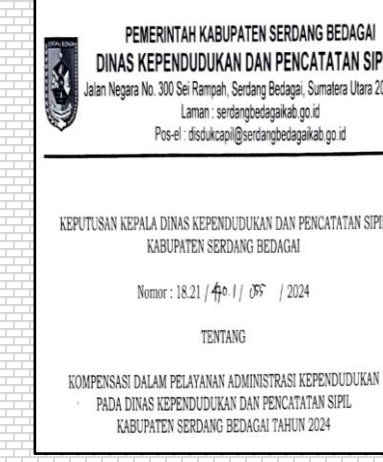 PEMERINTAH KABUPATEN SERDANG BEDAGAI
DINAS KEPENDUDUKAN DAN PENCATATAN SIP
Jalan Negara No. 300 Sei Rampah, Serdang Bedagai, Sumatera Utara 20
Laman : serdangbedagaikab.go.id
Pos-el : disdukcapil@serdangbedagaikab.go.id
KEPUTUSAN KEPALA DINAS KEPENDUDUKAN DAN PENCATATAN SIPIL
KABUPATEN SERDANG BEDAGAI
Nomor : 18.21 / 470.1 / 055 / 2024
TENTANG
KOMPENSASI DALAM PELAYANAN ADMINISTRASI KEPENDUDUKAN
PADA DINAS KEPENDUDUKAN DAN PENCATATAN SIPIL
KABUPATEN SERDANG BEDAGAI TAHUN 2024